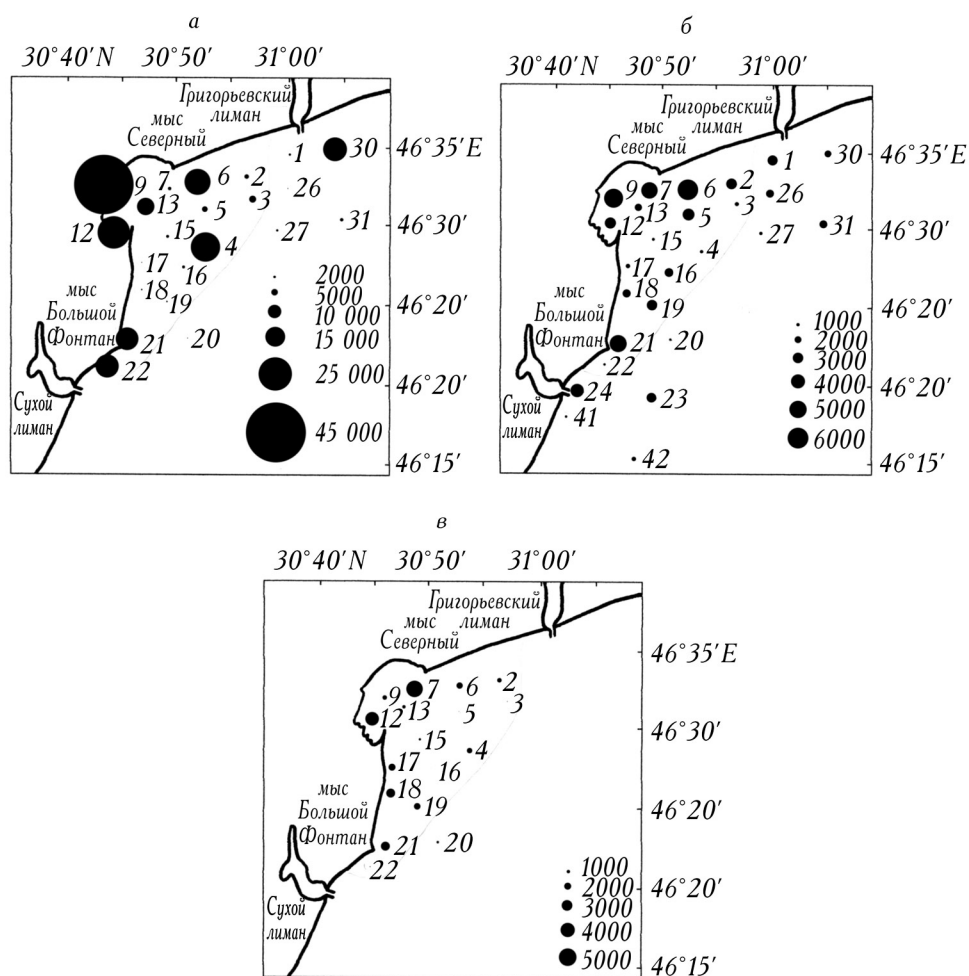 а
30°40'N 30°50' 31°00'
Григорьевский
лиман
мыс
Северный
1
30
46°35'E
9
7
6
2
26
13
5
3
31
12
15
4
27
46°30'
17
16
18
19
мыс
Большой
Фонтан
21
20
22
Сухой
лиман
2000
5000
10 000
15 000
25 000
45 000
46°20'
46°20'
46°15'
б
30°40'N 30°50' 31°00'
Григорьевский
лиман
мыс
Северный
1
30
46°35'E
9
7
6
2
26
13
5
3
12
15
4
27
31
46°30'
17
16
18
19
мыс
Большой
Фонтан
21
20
22
24
23
41
42
Сухой
лиман
1000
2000
3000
4000
5000
6000
46°20'
46°20'
46°15'
в
30°40'N 30°50' 31°00'
Григорьевский
лиман
мыс
Северный
46°35'E
9
7
6
2
12
13
5
3
15
4
46°30'
17
16
18
19
мыс
Большой
Фонтан
21
20
22
Сухой
лиман
1000
2000
3000
4000
5000
46°20'
46°20'
46°15'